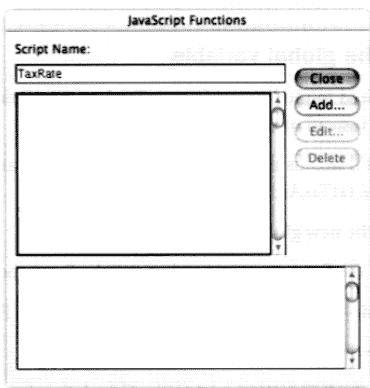 JavaScript Functions
Script Name:
TaxRate
Close
Add...
Edit...
Delete